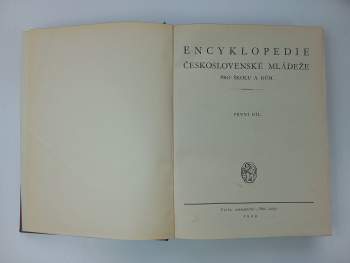 ENCYKLOPEDIE
ČESKOSLOVENSKÉ MLÁDEŽE
PRO ŠKOLU A DŮM
PRVNÍ DÍL